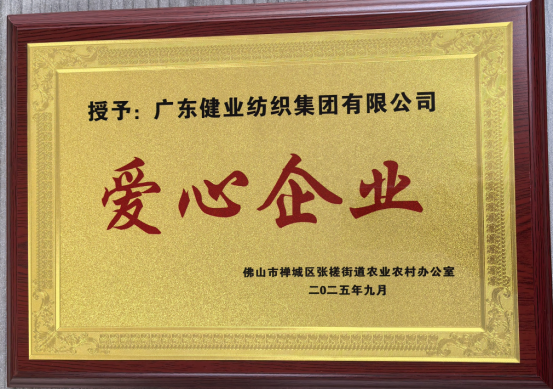 授予：广东健业纺织集团有限公司
爱心企业
佛山市禅城区张槎街道农业农村办公室
二〇二五年九月